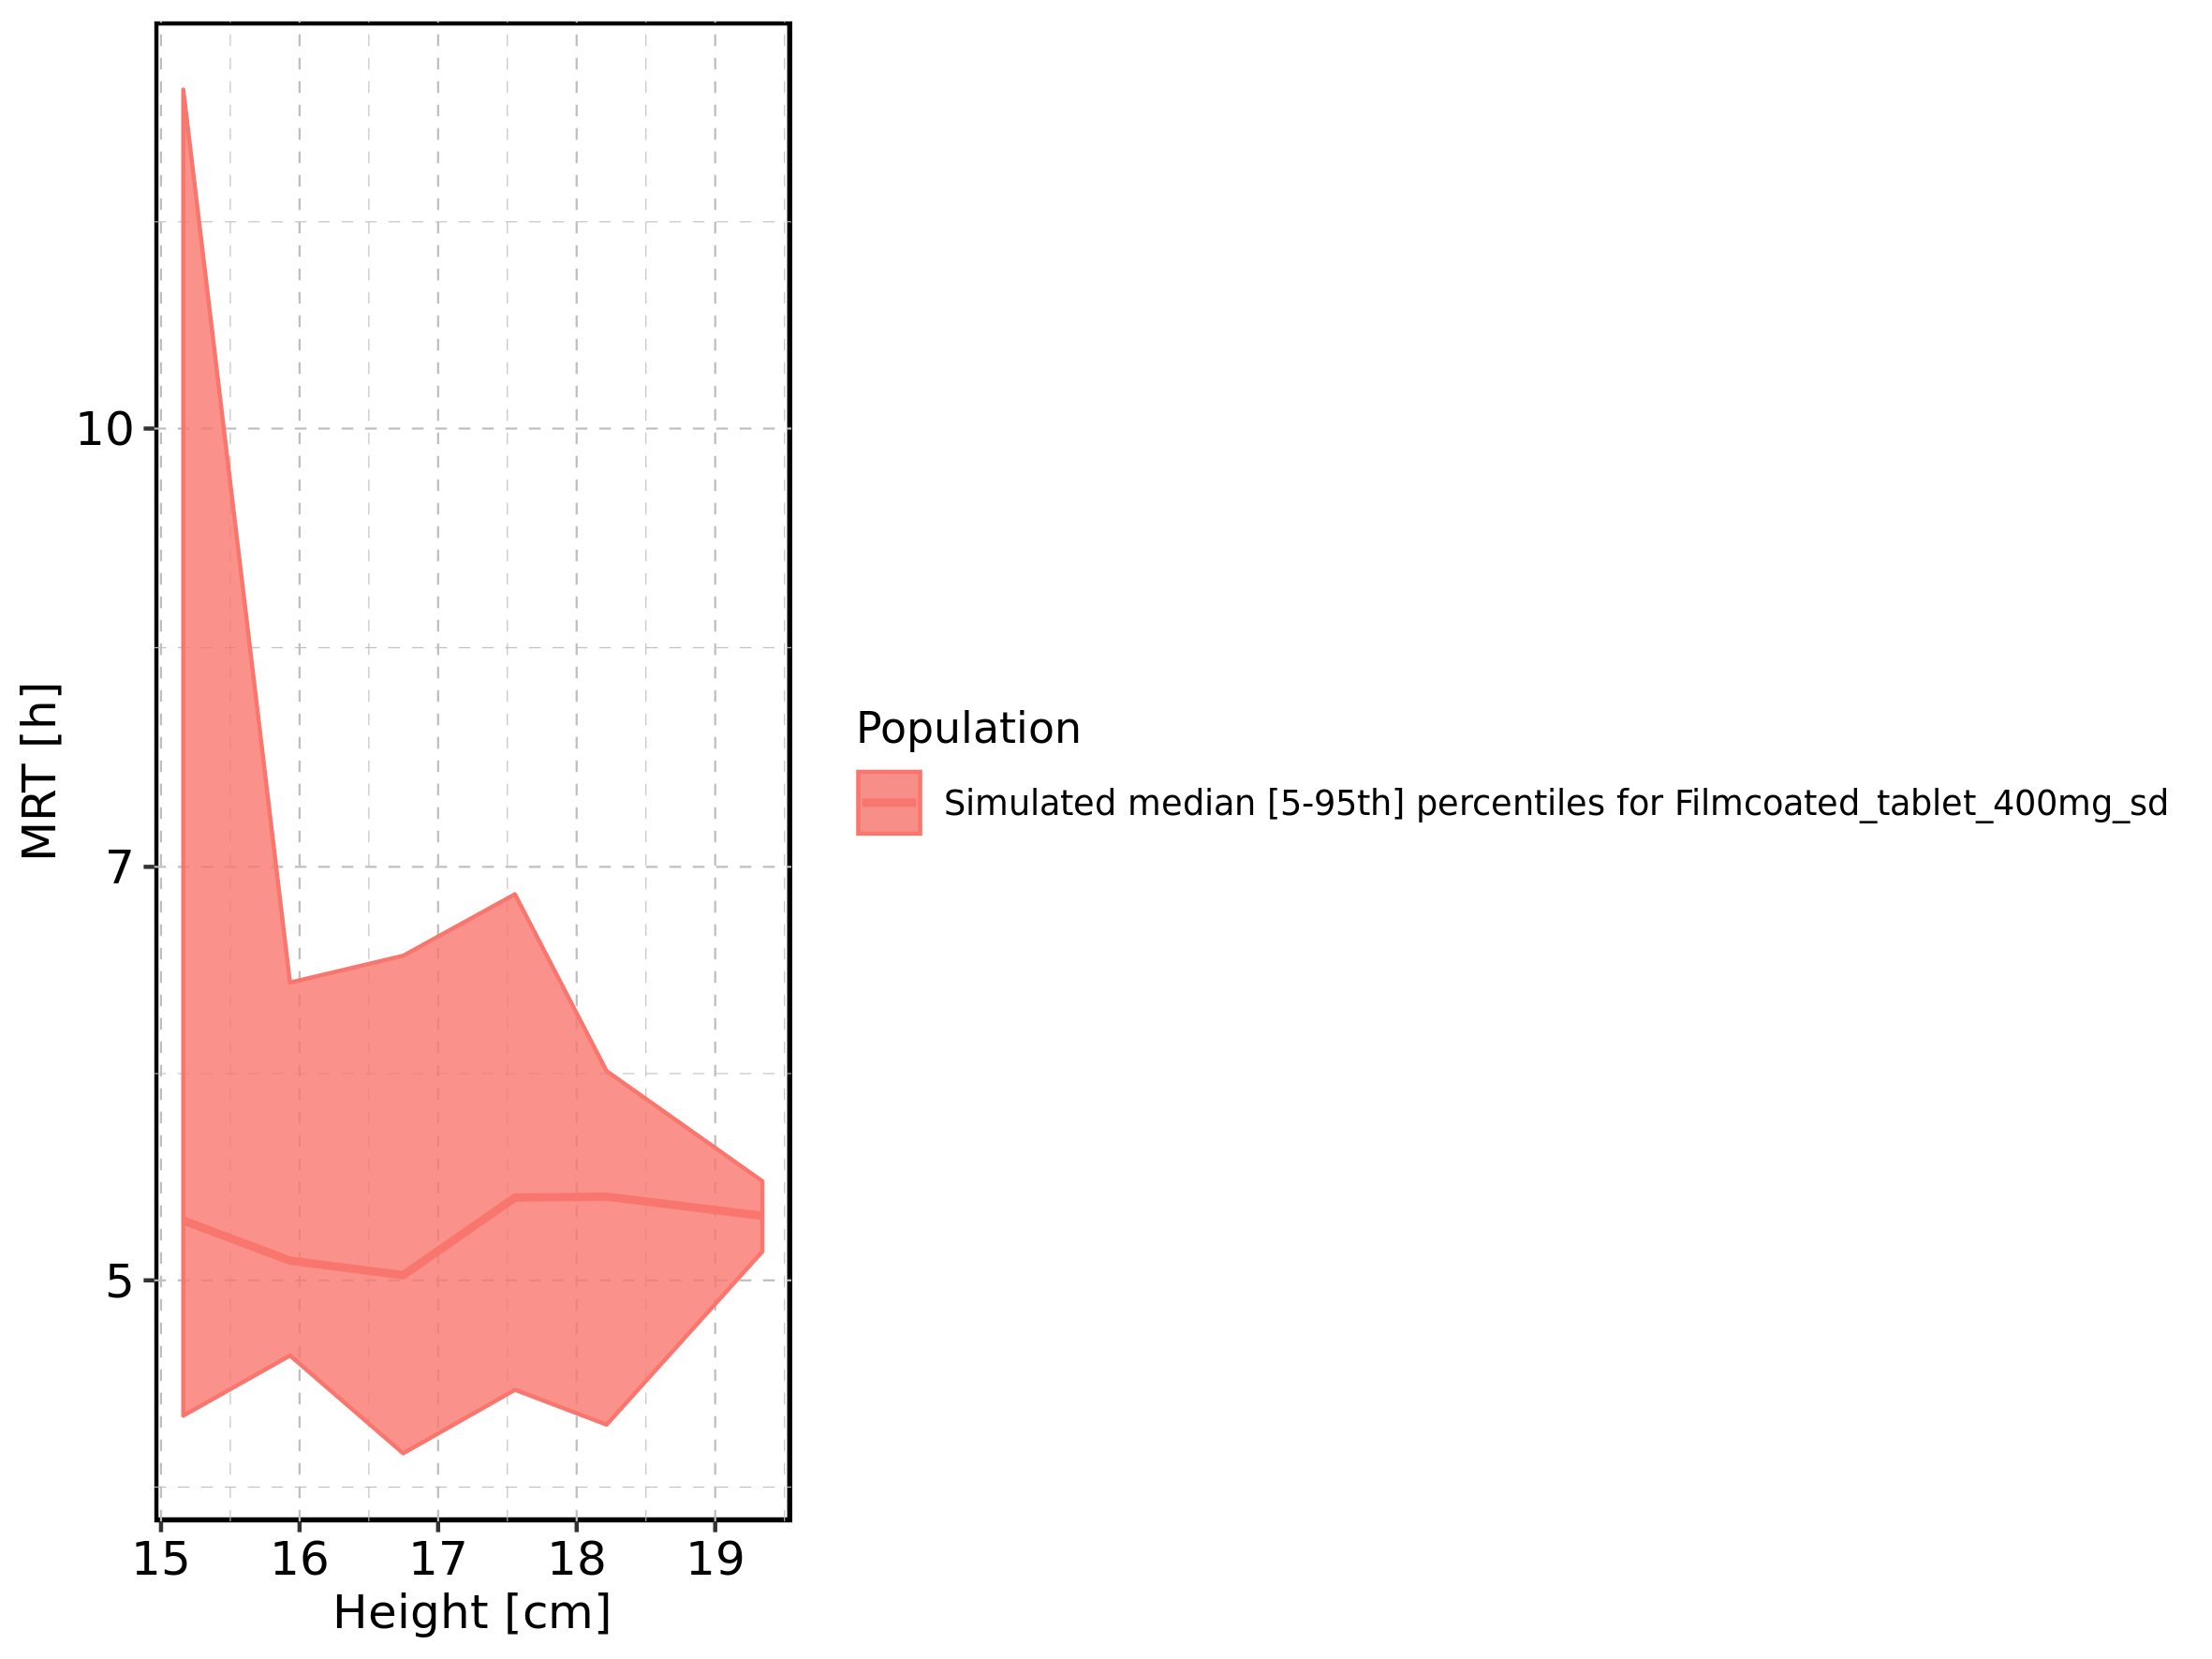 10
7
5
MRT [h]
15 16 17 18 19
Height [cm]
Population
Simulated median [5-95th] percentiles for Filmcoated_tablet_400mg_sd